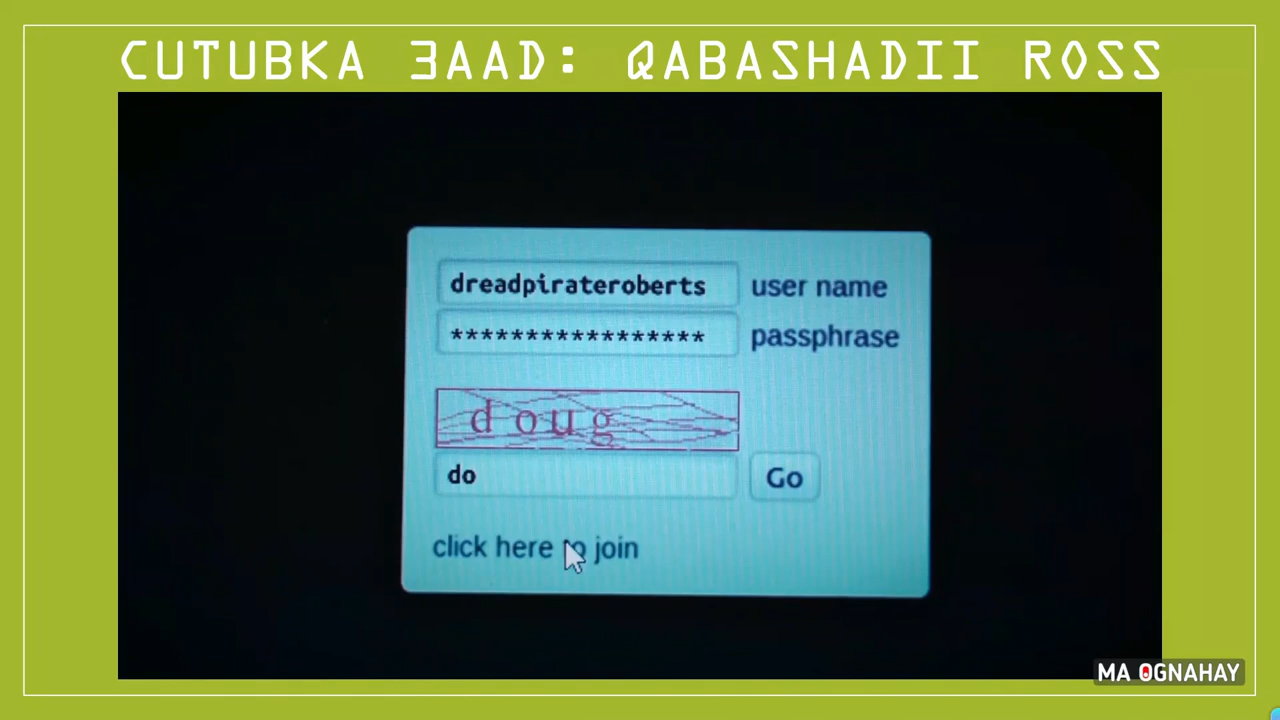 CUTUBKA 3AAD: QABASHADII ROSS
dreadpirateroberts user name
***************** passphrase
doug
do Go
click here to join
MA OGNAHAY